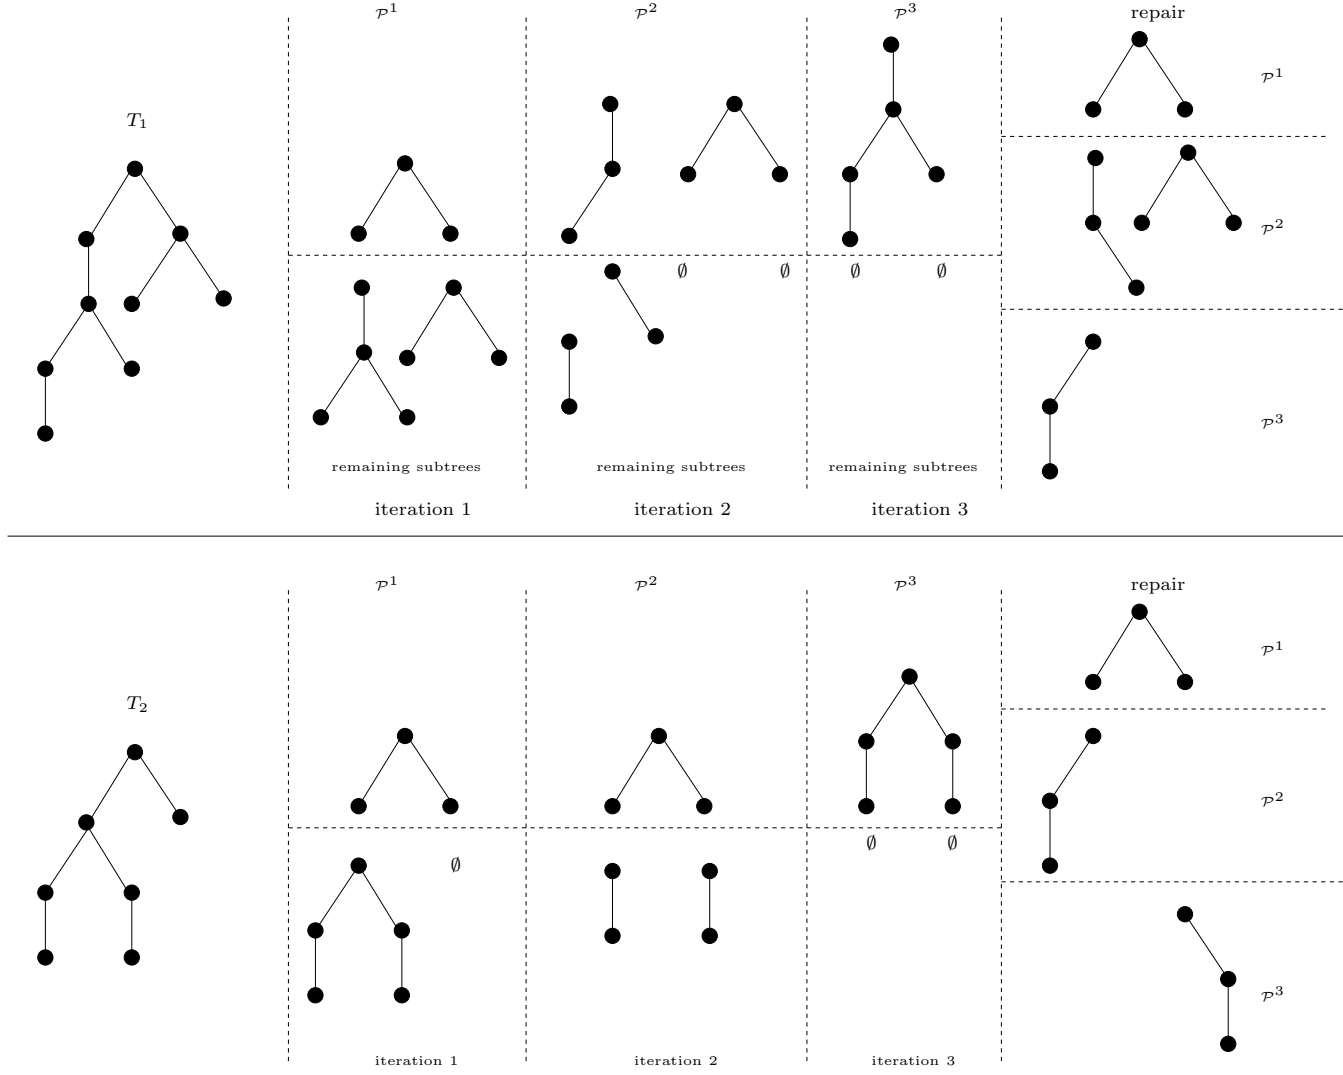 𝒫¹ 𝒫² 𝒫³ repair
𝒫¹
T₁
𝒫²
∅ ∅ ∅ ∅
𝒫³
remaining subtrees remaining subtrees remaining subtrees
iteration 1 iteration 2 iteration 3
𝒫¹ 𝒫² 𝒫³ repair
𝒫¹
T₂
𝒫²
∅ ∅
∅
𝒫³
iteration 1 iteration 2 iteration 3